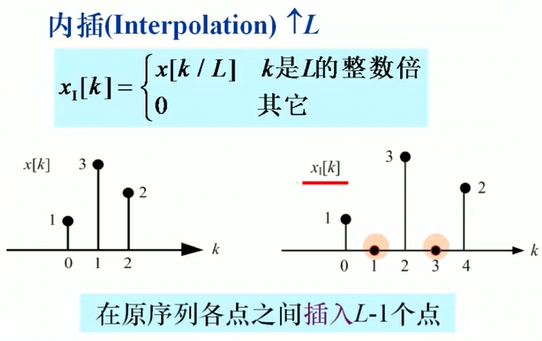 内插(Interpolation) ↑L
x_I[k] = { x[k / L] k是L的整数倍
0 其它
x[k] 3 2 1 k
0 1 2
x_I[k] 3 2 1 k
0 1 2 3 4
在原序列各点之间插入L-1个点